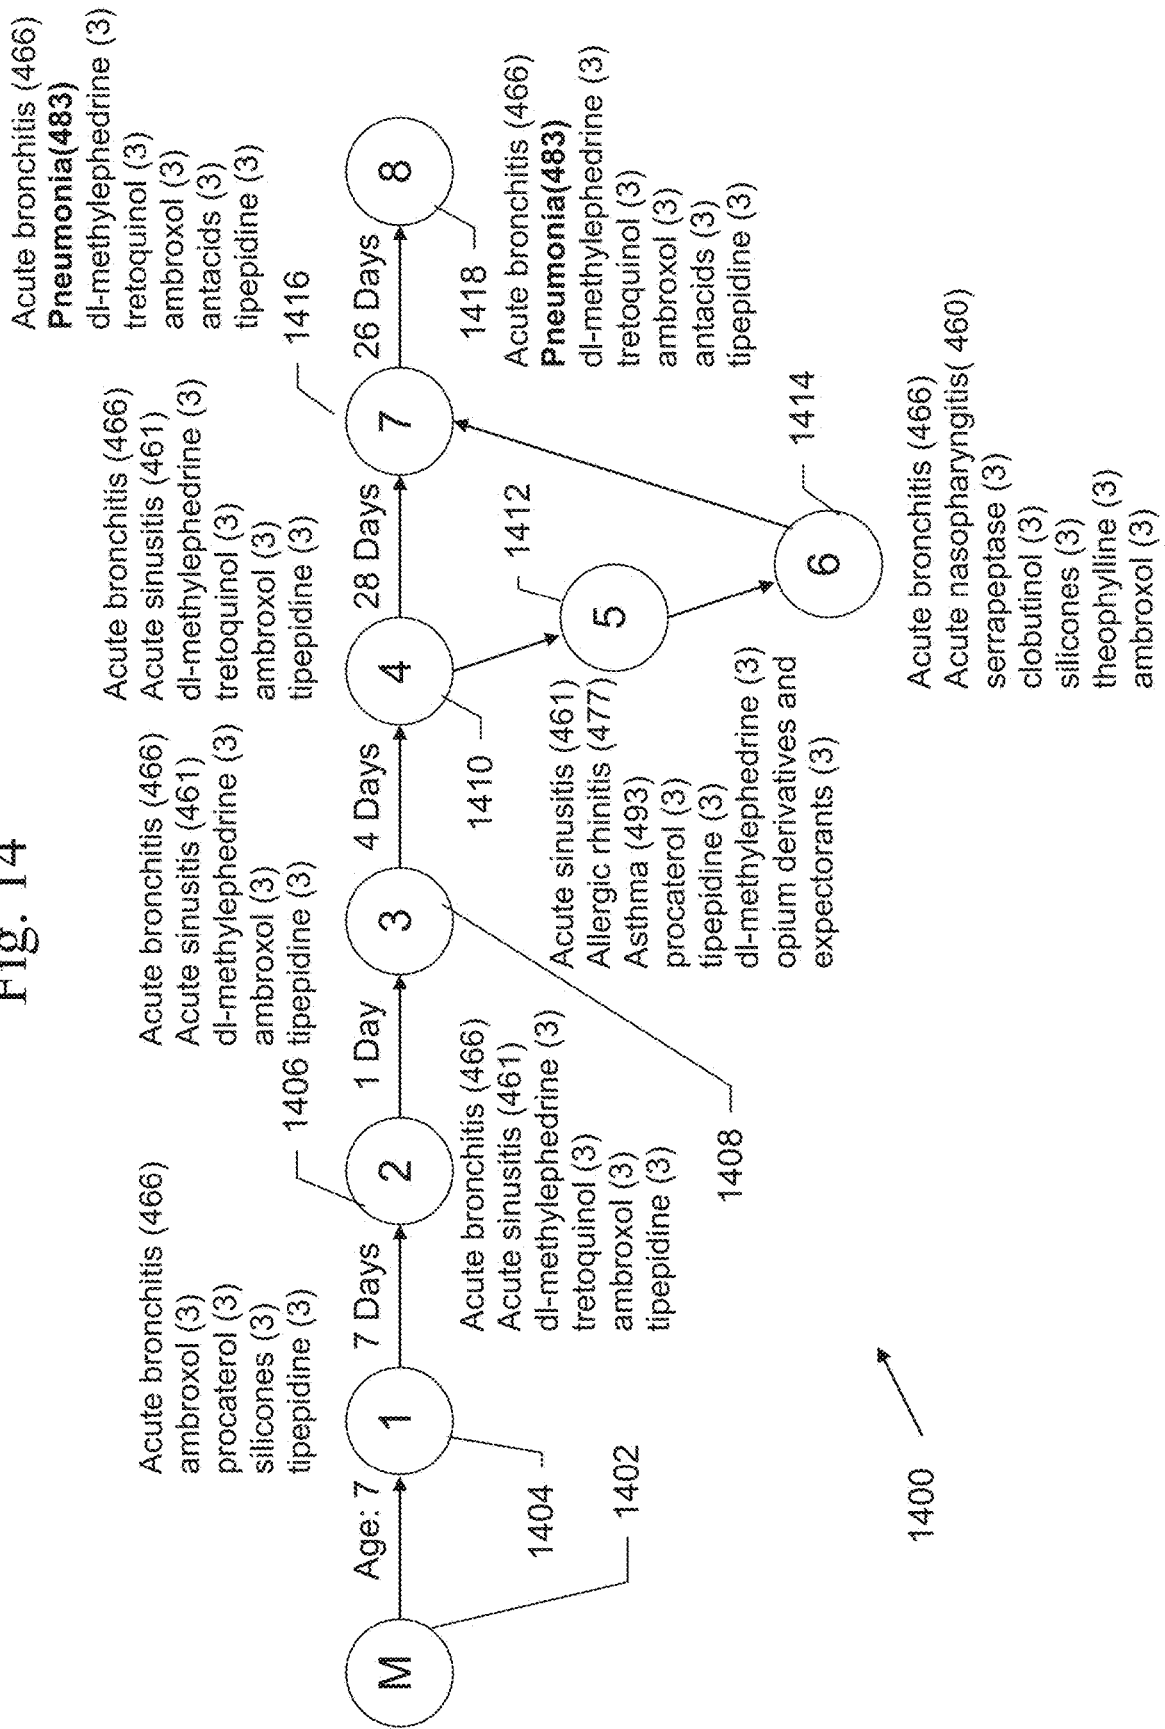 Fig. 14
Acute bronchitis (466)
ambroxol (3)
procaterol (3)
silicones (3)
tipepidine (3)
Acute bronchitis (466)
Acute sinusitis (461)
dl-methylephedrine (3)
ambroxol (3)
tipepidine (3)
Acute bronchitis (466)
Acute sinusitis (461)
dl-methylephedrine (3)
tretoquinol (3)
ambroxol (3)
tipepidine (3)
Acute bronchitis (466)
Pneumonia(483)
dl-methylephedrine (3)
tretoquinol (3)
ambroxol (3)
antacids (3)
tipepidine (3)
1406
1416
Age: 7
7 Days
1 Day
4 Days
28 Days
26 Days
M
1
2
3
4
7
8
1404
1402
Acute bronchitis (466)
Acute sinusitis (461)
dl-methylephedrine (3)
tretoquinol (3)
ambroxol (3)
tipepidine (3)
1408
1410
1412
5
Acute sinusitis (461)
Allergic rhinitis (477)
Asthma (493)
procaterol (3)
tipepidine (3)
dl-methylephedrine (3)
opium derivatives and
expectorants (3)
1418
Acute bronchitis (466)
Pneumonia(483)
dl-methylephedrine (3)
tretoquinol (3)
ambroxol (3)
antacids (3)
tipepidine (3)
6
1414
Acute bronchitis (466)
Acute nasopharyngitis( 460)
serrapeptase (3)
clobutinol (3)
silicones (3)
theophylline (3)
ambroxol (3)
1400